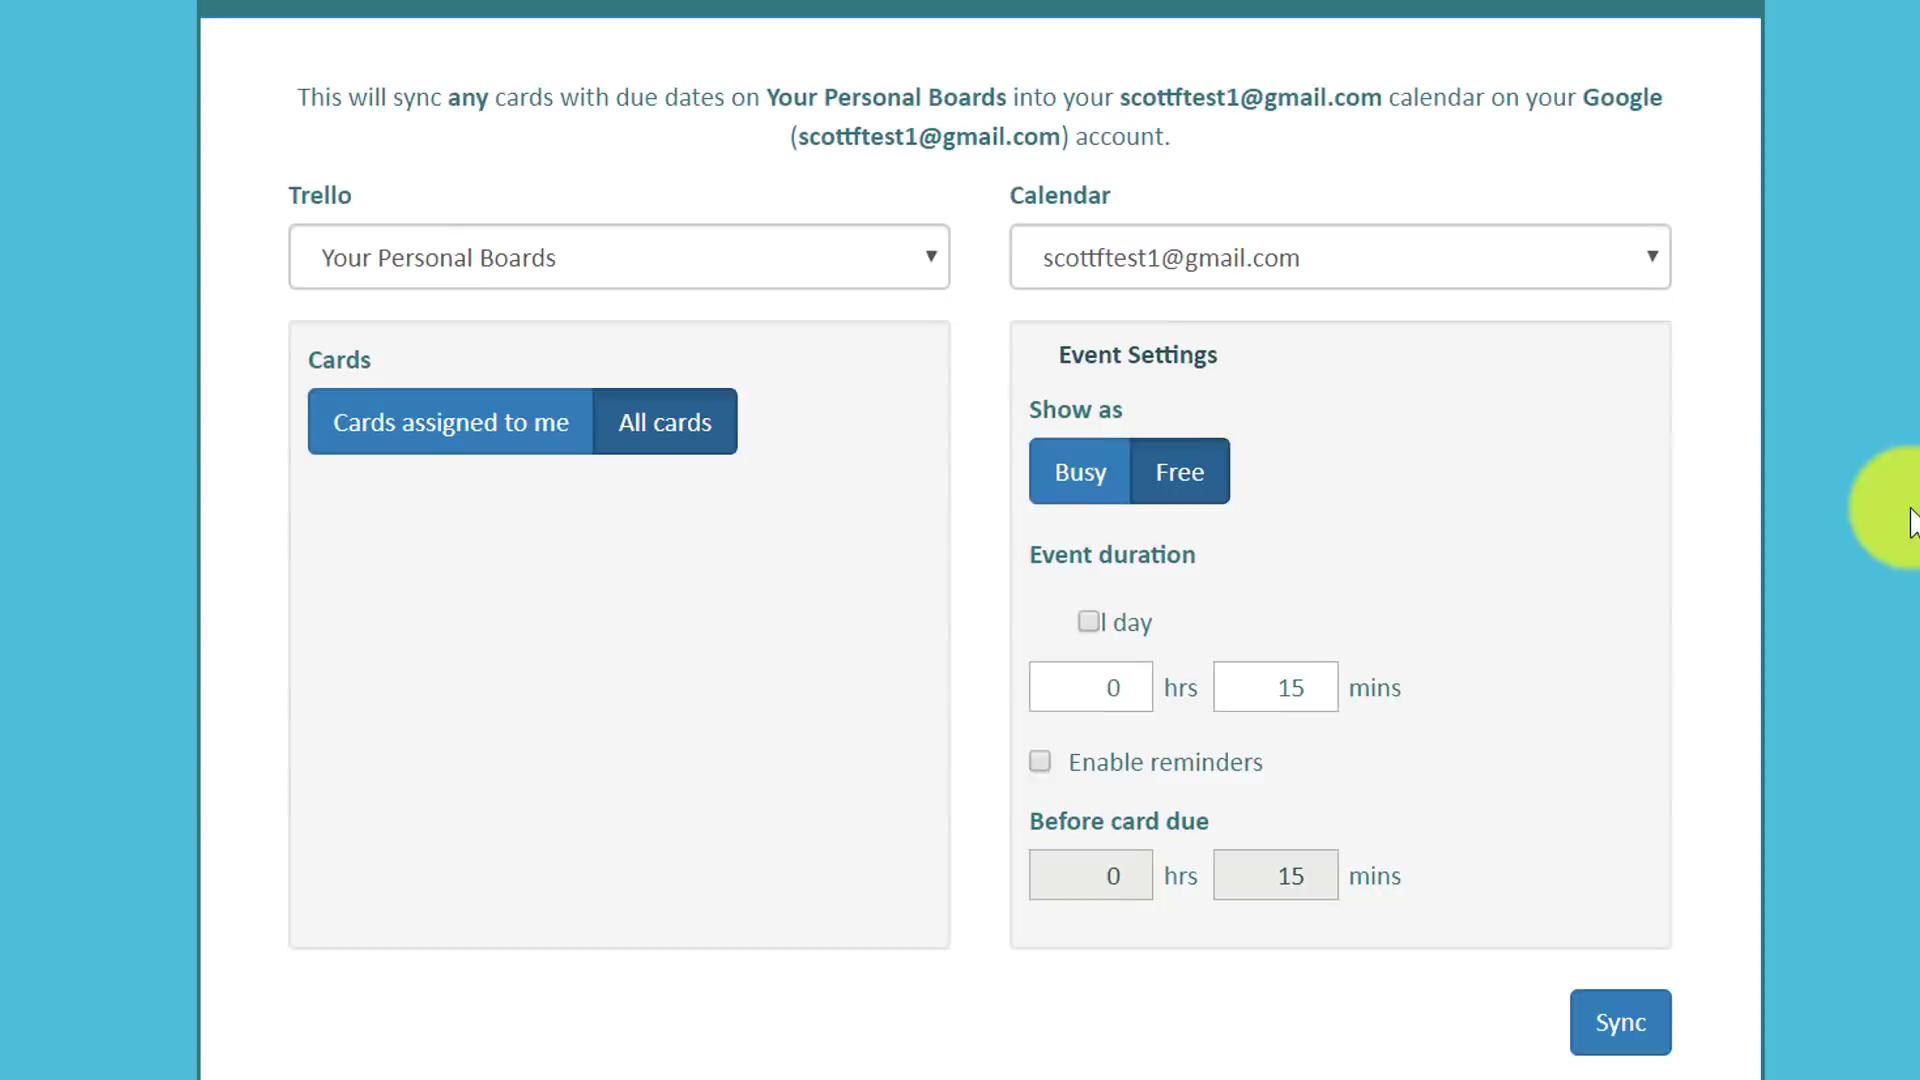 This will sync any cards with due dates on Your Personal Boards into your scottftest1@gmail.com calendar on your Google
(scottftest1@gmail.com) account.
Trello
Calendar
Your Personal Boards
scottftest1@gmail.com
Cards
Cards assigned to me
All cards
Event Settings
Show as
Busy
Free
Event duration
l day
0 hrs 15 mins
Enable reminders
Before card due
0 hrs 15 mins
Sync